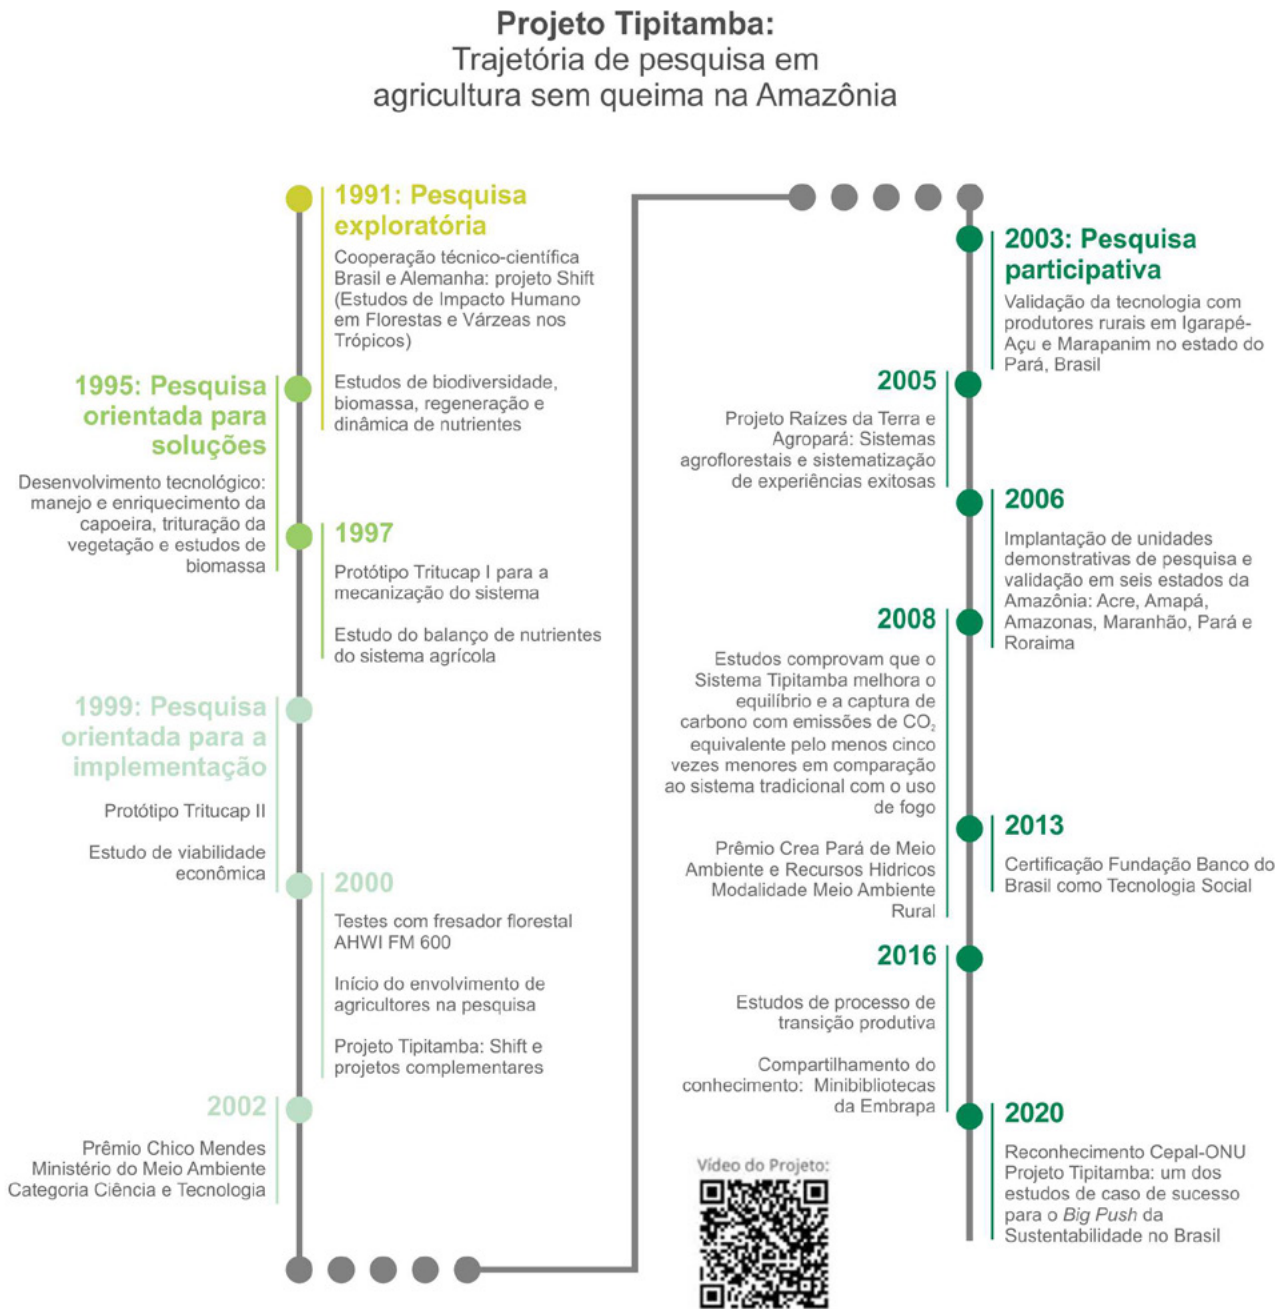 Projeto Tipitamba:
Trajetória de pesquisa em
agricultura sem queima na Amazônia
1991: Pesquisa
exploratória
Cooperação técnico-científica
Brasil e Alemanha: projeto Shift
(Estudos de Impacto Humano
em Florestas e Várzeas nos
Trópicos)
Estudos de biodiversidade,
biomassa, regeneração e
dinâmica de nutrientes
1995: Pesquisa
orientada para
soluções
Desenvolvimento tecnológico:
manejo e enriquecimento da
capoeira, trituração da
vegetação e estudos de
biomassa
1997
Protótipo Tritucap I para a
mecanização do sistema
Estudo do balanço de nutrientes
do sistema agrícola
1999: Pesquisa
orientada para a
implementação
Protótipo Tritucap II
Estudo de viabilidade
econômica
2000
Testes com fresador florestal
AHWI FM 600
Início do envolvimento de
agricultores na pesquisa
Projeto Tipitamba: Shift e
projetos complementares
2002
Prêmio Chico Mendes
Ministério do Meio Ambiente
Categoria Ciência e Tecnologia
2003: Pesquisa
participativa
Validação da tecnologia com
produtores rurais em Igarapé-
Açu e Marapanim no estado do
Pará, Brasil
2005
Projeto Raízes da Terra e
Agropará: Sistemas
agroflorestais e sistematização
de experiências exitosas
2006
Implantação de unidades
demonstrativas de pesquisa e
validação em seis estados da
Amazônia: Acre, Amapá,
Amazonas, Maranhão, Pará e
Roraima
2008
Estudos comprovam que o
Sistema Tipitamba melhora o
equilíbrio e a captura de
carbono com emissões de CO₂
equivalente pelo menos cinco
vezes menores em comparação
ao sistema tradicional com o uso
de fogo
Prêmio Crea Pará de Meio
Ambiente e Recursos Hídricos
Modalidade Meio Ambiente
Rural
2013
Certificação Fundação Banco do
Brasil como Tecnologia Social
2016
Estudos de processo de
transição produtiva
Compartilhamento do
conhecimento: Minibibliotecas
da Embrapa
2020
Reconhecimento Cepal-ONU
Projeto Tipitamba: um dos
estudos de caso de sucesso
para o Big Push da
Sustentabilidade no Brasil
Vídeo do Projeto: